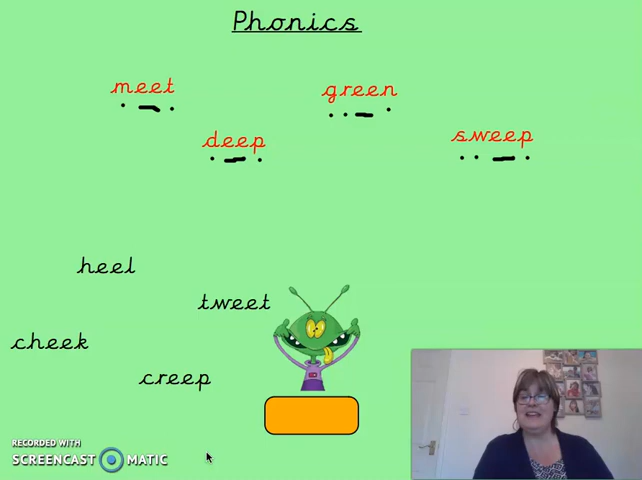 Phonics
meet
green
deep
sweep
heel
tweet
cheek
creep
RECORDED WITH
SCREENCAST MATIC